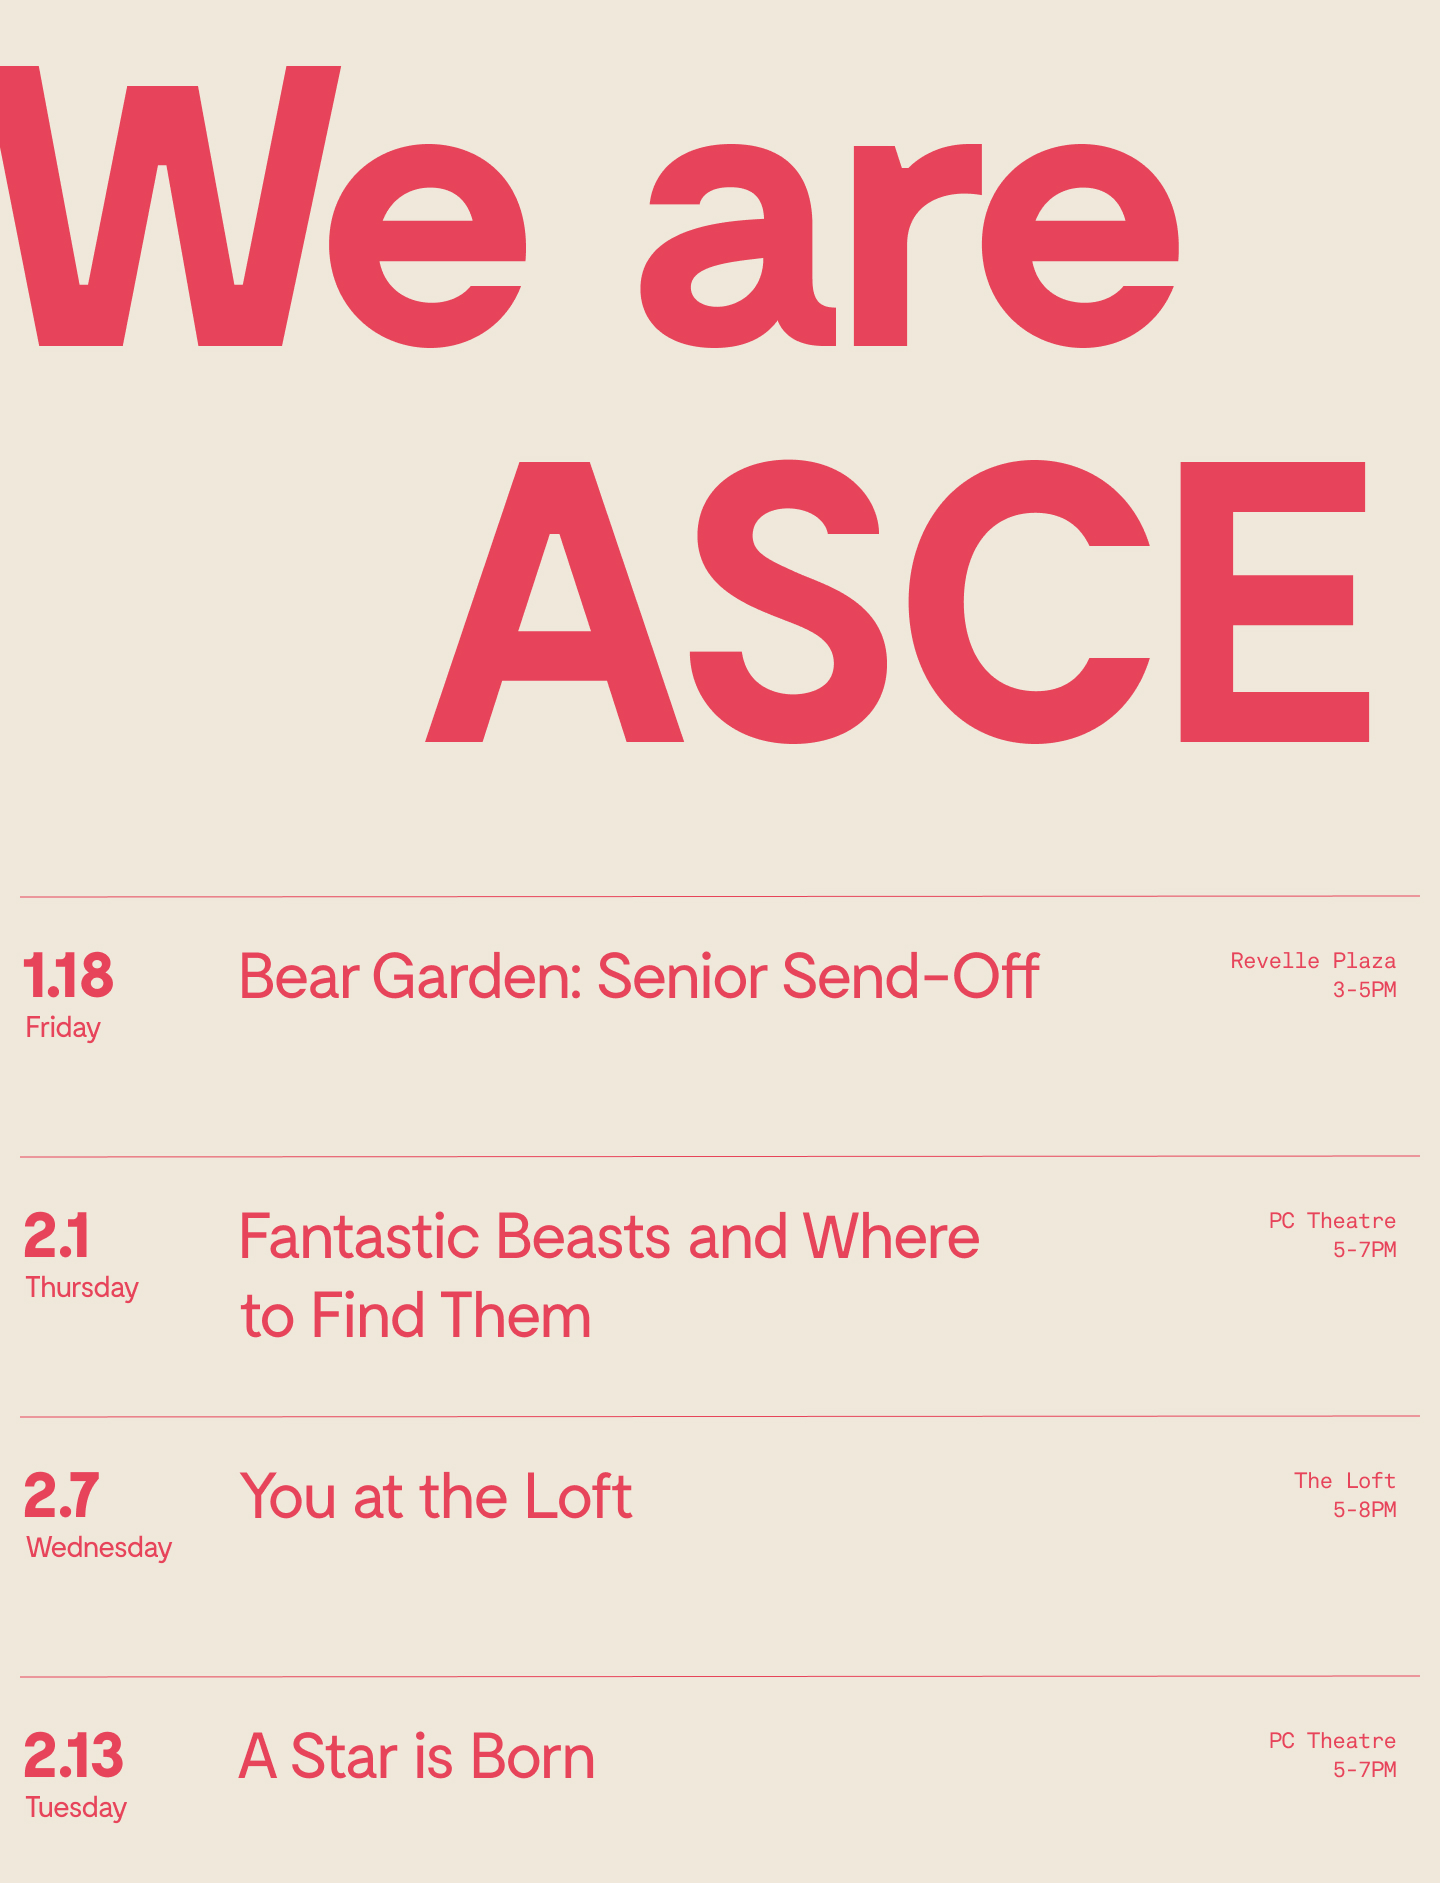 We are
ASCE
1.18
Friday
Bear Garden: Senior Send-Off
Revelle Plaza
3-5PM
2.1
Thursday
Fantastic Beasts and Where
to Find Them
PC Theatre
5-7PM
2.7
Wednesday
You at the Loft
The Loft
5-8PM
2.13
Tuesday
A Star is Born
PC Theatre
5-7PM